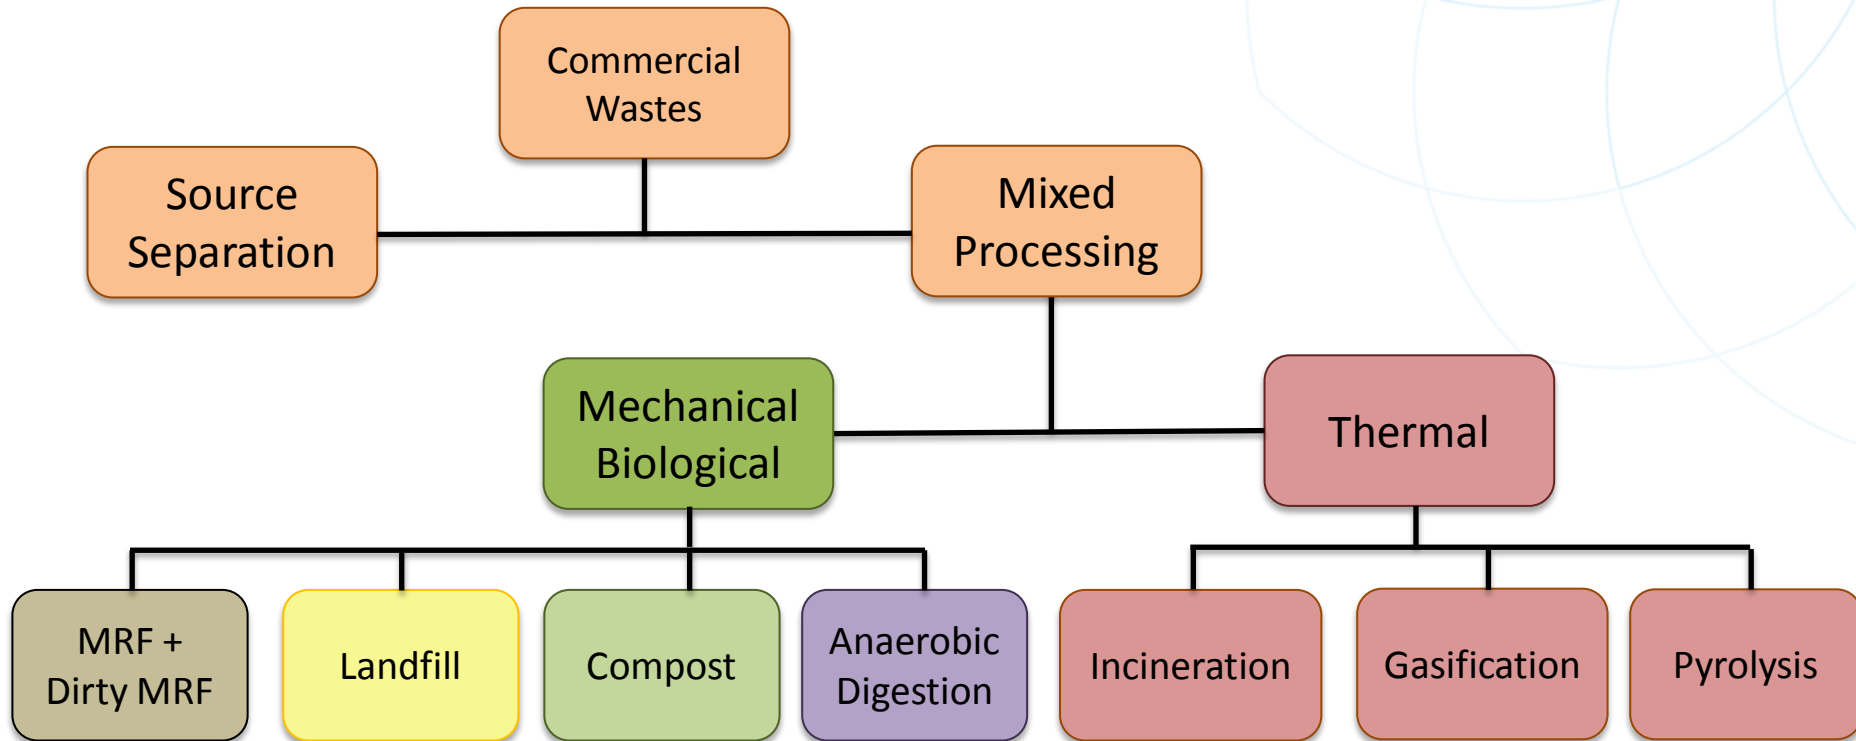 Commercial
Wastes
Source
Separation
Mixed
Processing
Mechanical
Biological
Thermal
MRF +
Dirty MRF
Landfill
Compost
Anaerobic
Digestion
Incineration
Gasification
Pyrolysis